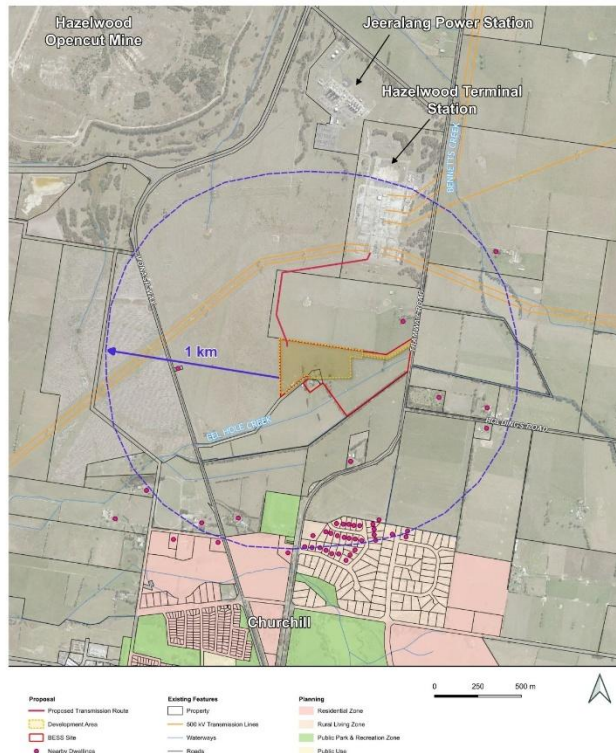 Hazelwood
Opencut Mine
Jeeralang Power Station
Hazelwood Terminal
Station
BENNETTS CREEK
1 km
EEL HOLE CREEK
Churchill
Proposal
Proposed Transmission Route
Development Area
BESS Site
Nearby Dwellings
Existing Features
Property
500 kV Transmission Lines
Waterways
Roads
Planning
Residential Zone
Rural Living Zone
Public Park & Recreation Zone
Public Use
0 250 500 m